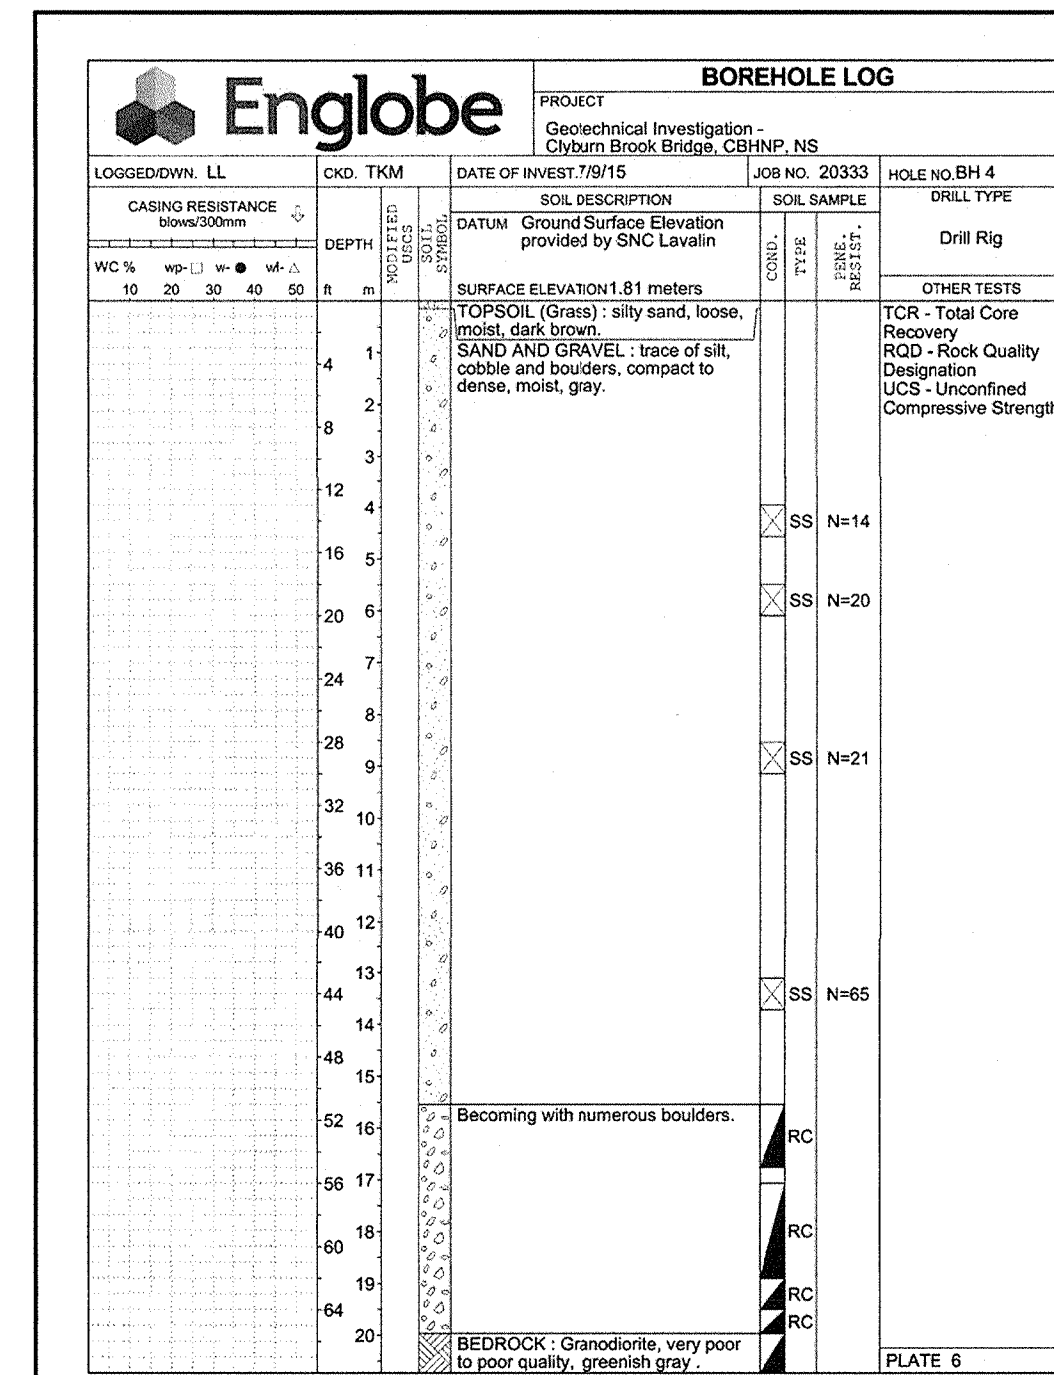 Englobe
BOREHOLE LOG
PROJECT
Geotechnical Investigation -
Clyburn Brook Bridge, CBHNP, NS
LOGGED/DWN. LL
CKD. TKM
DATE OF INVEST.7/9/15
JOB NO. 20333
HOLE NO.BH 4
CASING RESISTANCE
blows/300mm
WC % wp- w- wl-
10 20 30 40 50
DEPTH
ft m
MODIFIED
USCS
SOIL
SYMBOL
SOIL DESCRIPTION
DATUM Ground Surface Elevation
provided by SNC Lavalin
SURFACE ELEVATION1.81 meters
SOIL SAMPLE
COND.
TYPE
PENE.
RESIST.
DRILL TYPE
Drill Rig
OTHER TESTS
TOPSOIL (Grass) : silty sand, loose,
moist, dark brown.
SAND AND GRAVEL : trace of silt,
cobble and boulders, compact to
dense, moist, gray.
TCR - Total Core
Recovery
RQD - Rock Quality
Designation
UCS - Unconfined
Compressive Strength
1
4
2
8
3
12
4
SS N=14
16
5
SS N=20
20
6
7
24
8
28
SS N=21
9
32
10
36 11
12
40
13
44
SS N=65
14
48
15
Becoming with numerous boulders.
52
16
RC
17
56
18
RC
60
19
RC
64
RC
20
BEDROCK : Granodiorite, very poor
to poor quality, greenish gray .
PLATE 6